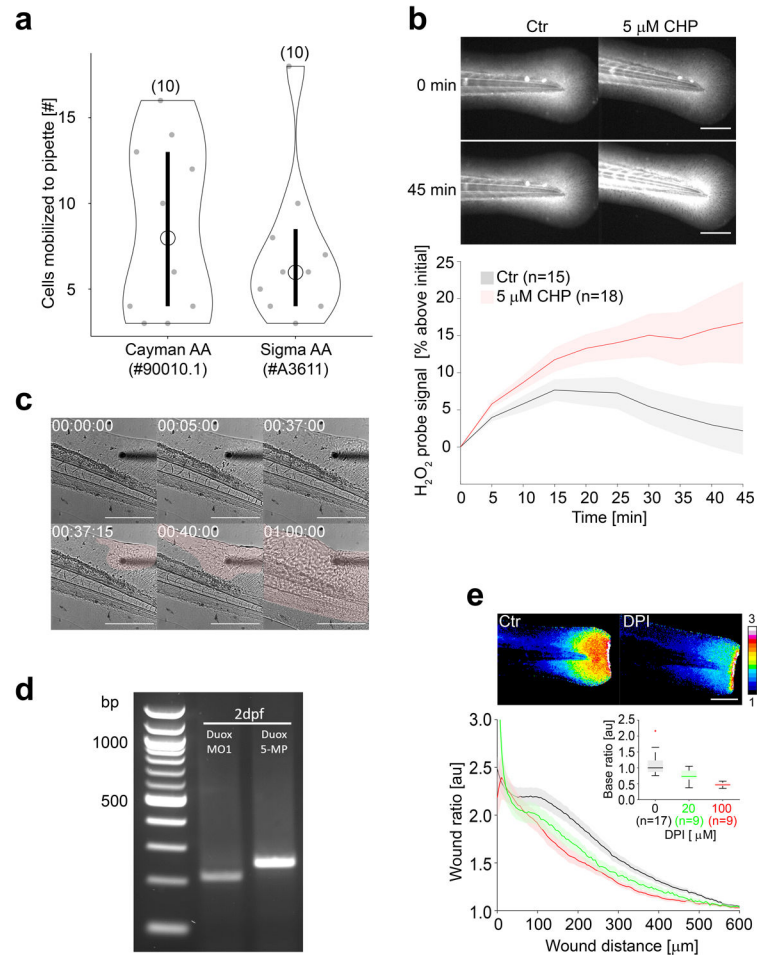 a
(10)
(10)
Cells mobilized to pipette [#]
15
10
5
Cayman AA
(#90010.1)
Sigma AA
(#A3611)
b
Ctr
5 μM CHP
0 min
45 min
H₂O₂ probe signal [% above initial]
25
20
15
10
5
0
Ctr (n=15)
5 μM CHP (n=18)
0 5 10 15 20 25 30 35 40 45
Time [min]
c
00:00:00 00:05:00 00:37:00
00:37:15 00:40:00 01:00:00
d
bp
1000
500
2dpf
Duox
MO1
Duox
5-MP
e
Ctr
DPI
3
1
Wound ratio [au]
3.0
2.5
2.0
1.5
1.0
0 100 200 300 400 500 600
Wound distance [μm]
Base ratio [au]
2.5
2.0
1.5
1.0
0.5
0.0
0 20 100
(n=17) (n=9) (n=9)
DPI [ μM]